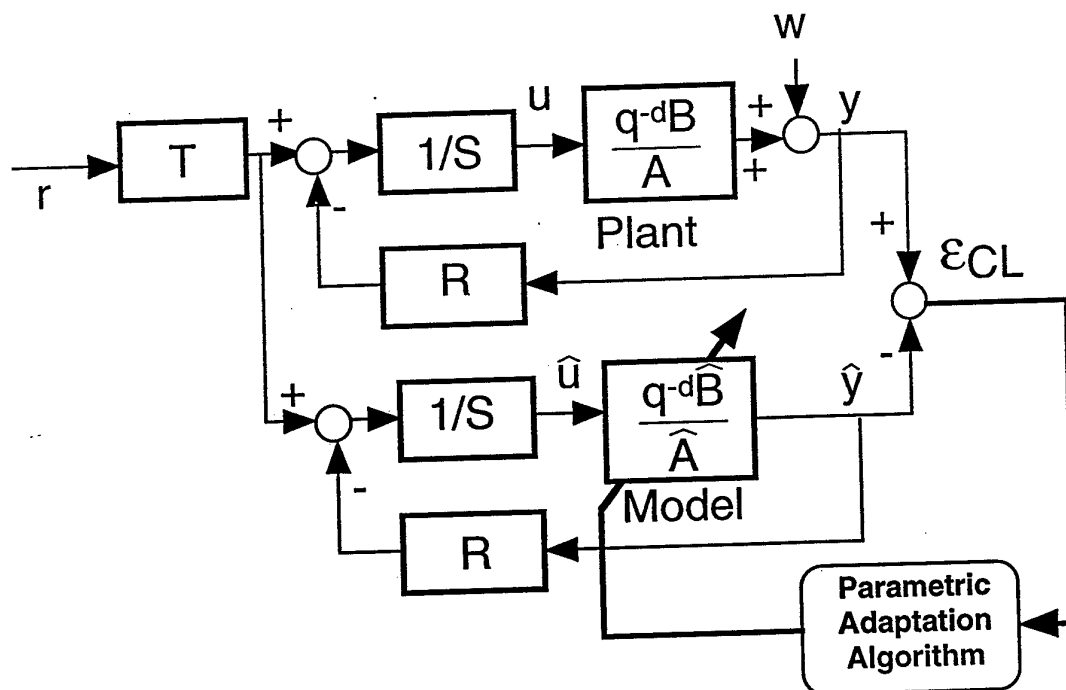 w
r
T
+
-
1/S
u
q-dB
A
Plant
+
+
y
R
+
εCL
-
+
-
1/S
û
q-dB̂
Â
Model
ŷ
R
Parametric
Adaptation
Algorithm